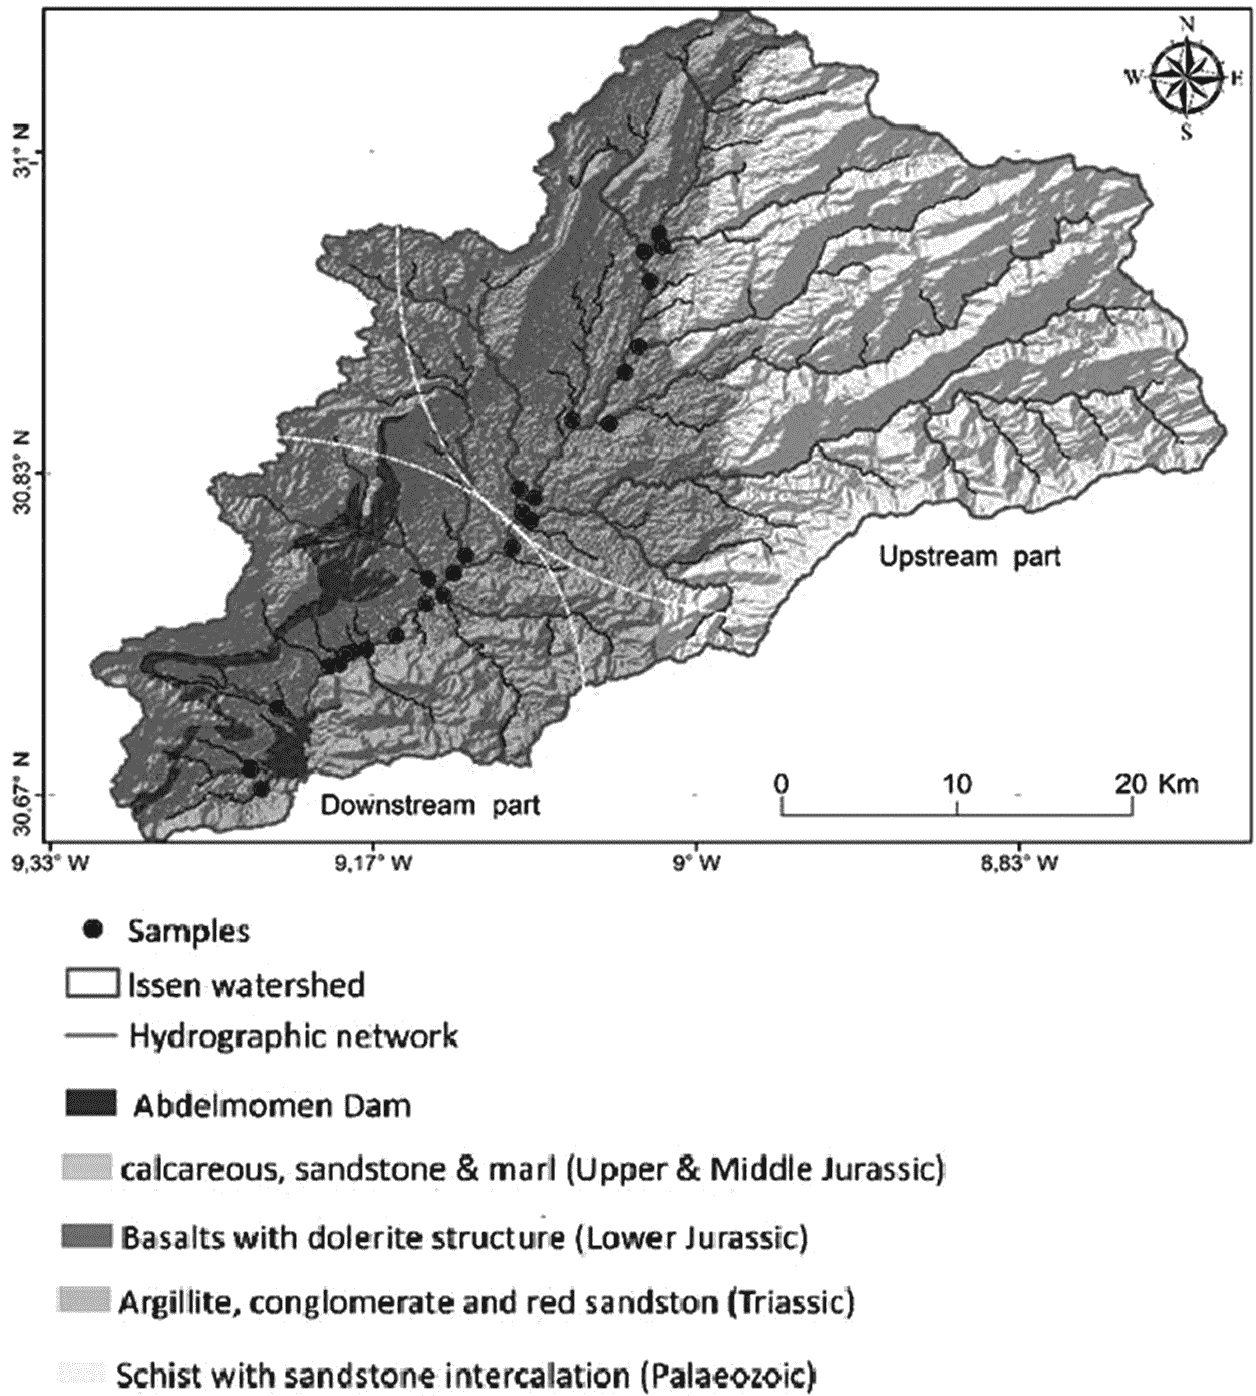 N
W E
S
31° N
30.83° N
30.67° N
Upstream part
Downstream part
0 10 20 Km
9,33° W 9,17° W 9° W 8,83° W
Samples
Issen watershed
Hydrographic network
Abdelmomen Dam
calcareous, sandstone & marl (Upper & Middle Jurassic)
Basalts with dolerite structure (Lower Jurassic)
Argillite, conglomerate and red sandston (Triassic)
Schist with sandstone intercalation (Palaeozoic)